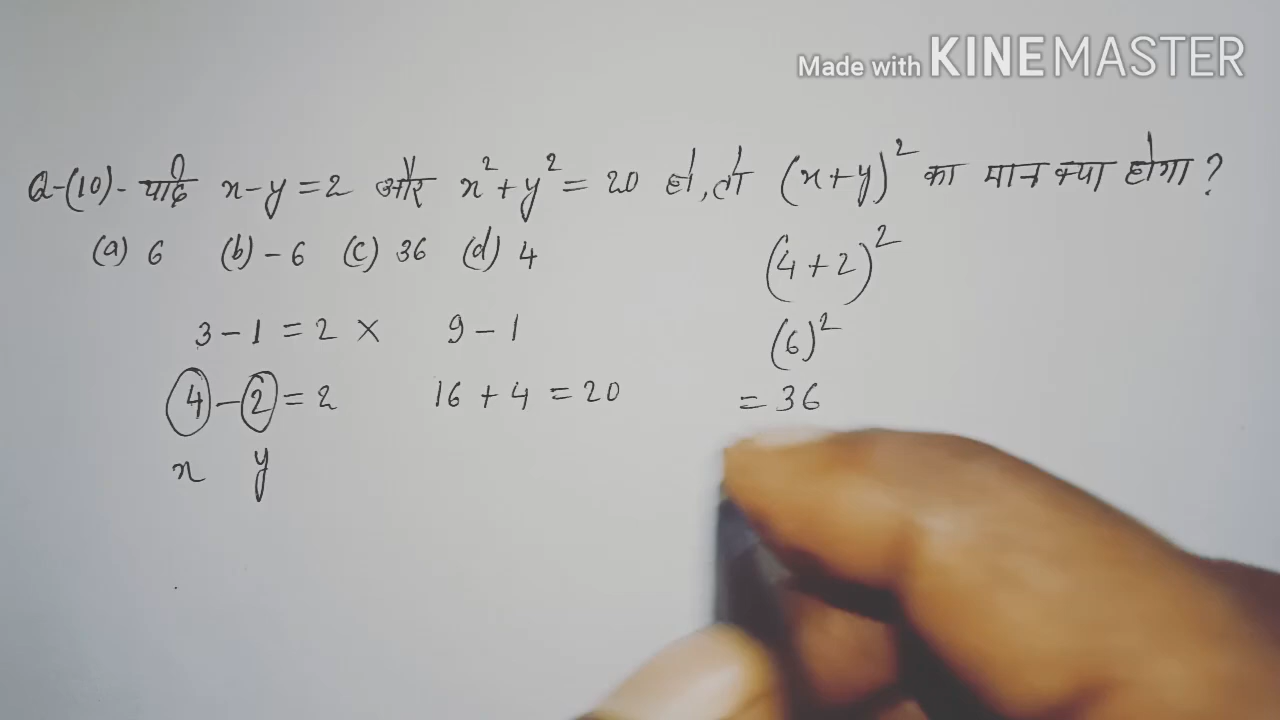 Made with KINEMASTER
Q-(10)- यदि x-y=2 और x²+y²= 20 हो, तो (x+y)² का मान क्या होगा ?
(a) 6 (b) -6 (c) 36 (d) 4
(4+2)²
3-1=2 × 9-1
(6)²
4-2=2 16+4=20
=36
x y